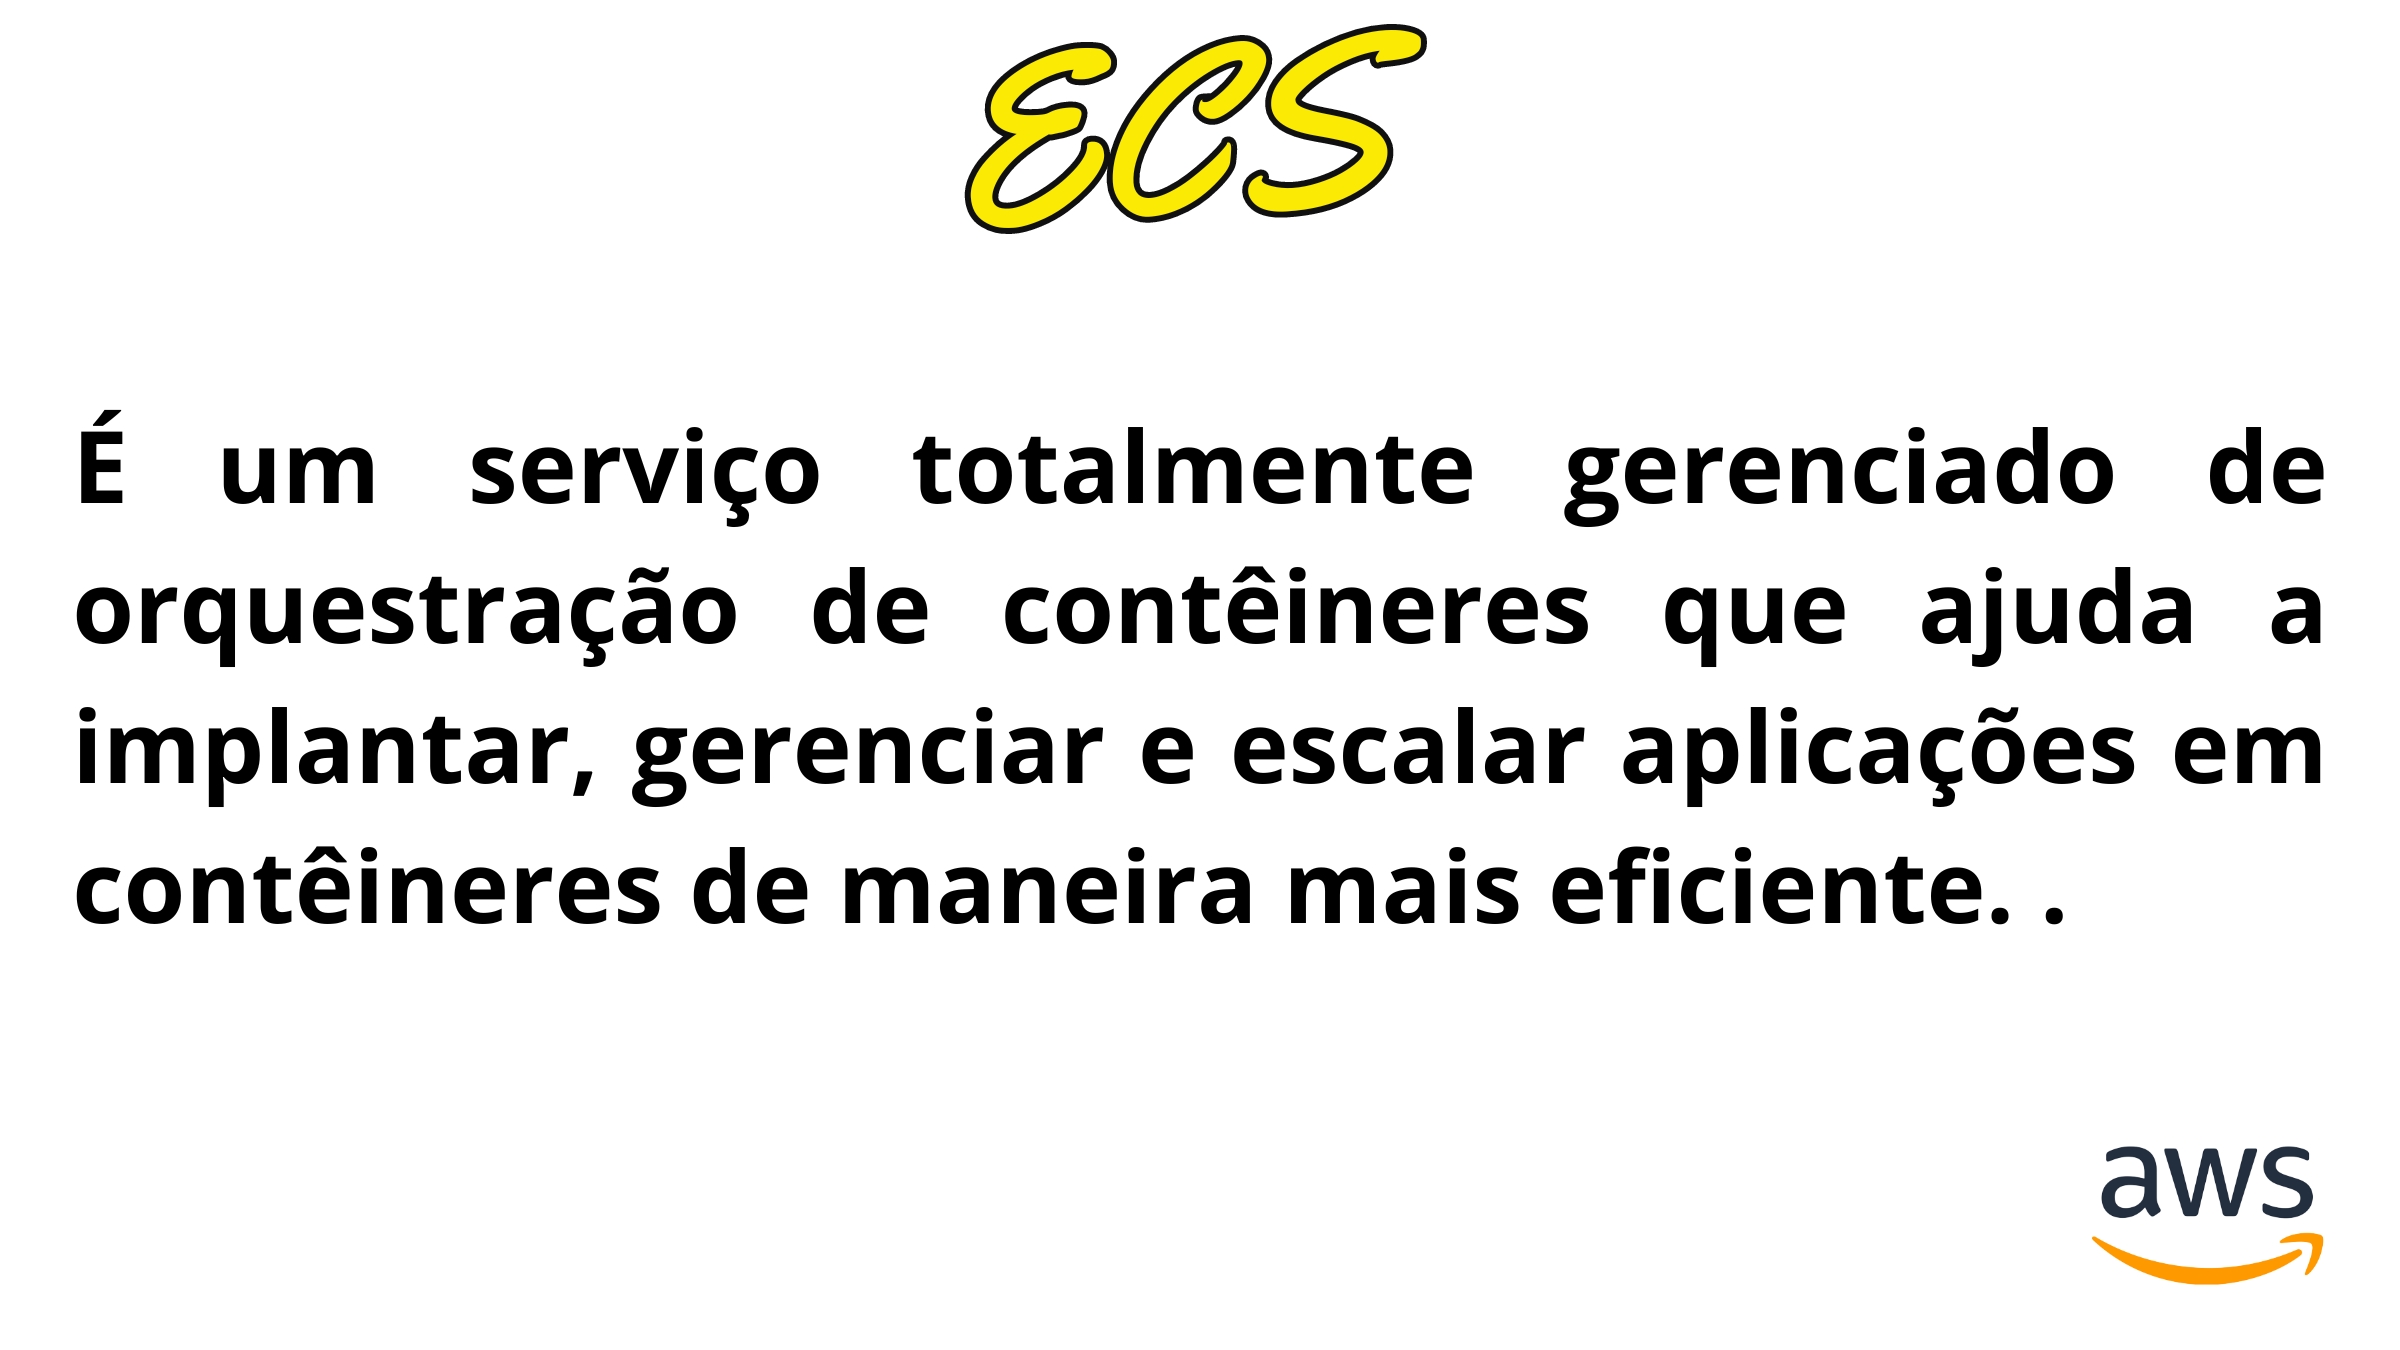 ECS
É um serviço totalmente gerenciado de
orquestração de contêineres que ajuda a
implantar, gerenciar e escalar aplicações em
contêineres de maneira mais eficiente. .
aws